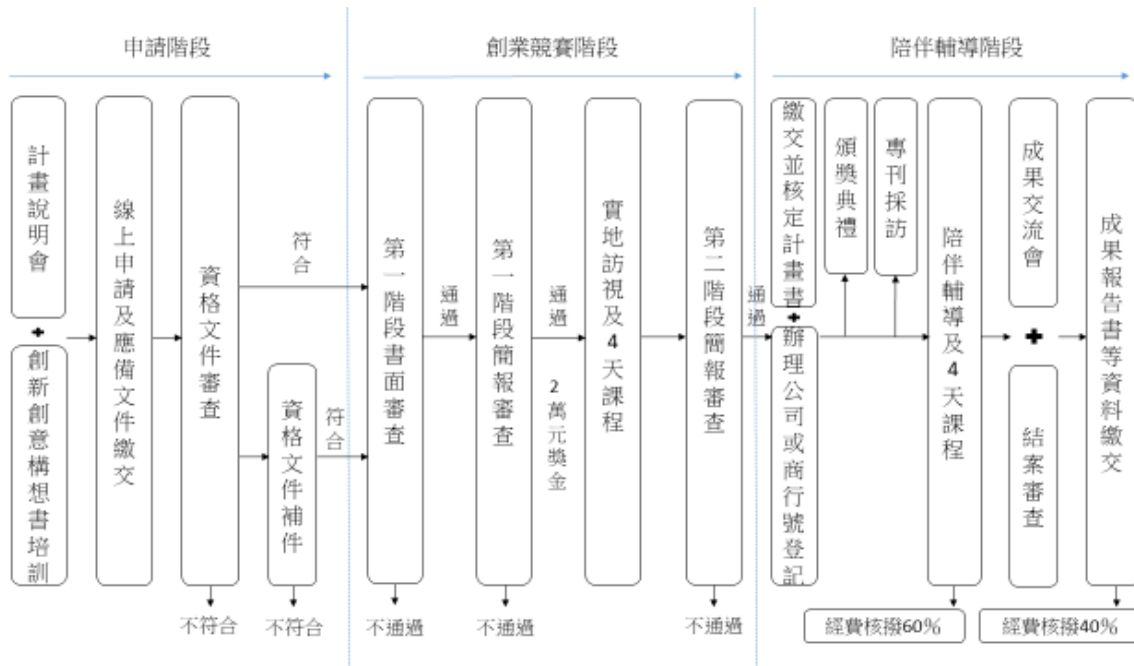 申請階段
創業競賽階段
陪伴輔導階段
計畫說明會
+
創新創意構想書培訓
線上申請及應備文件繳交
資格文件審查
符合
資格文件補件
符合
不符合
不符合
第一階段書面審查
不通過
通過
第一階段簡報審查
不通過
通過
2萬元獎金
實地訪視及4天課程
第二階段簡報審查
不通過
通過
繳交並核定計畫書
+
辦理公司或商行號登記
頒獎典禮
專刊採訪
陪伴輔導及4天課程
經費核撥60%
成果交流會
+
結案審查
成果報告書等資料繳交
經費核撥40%